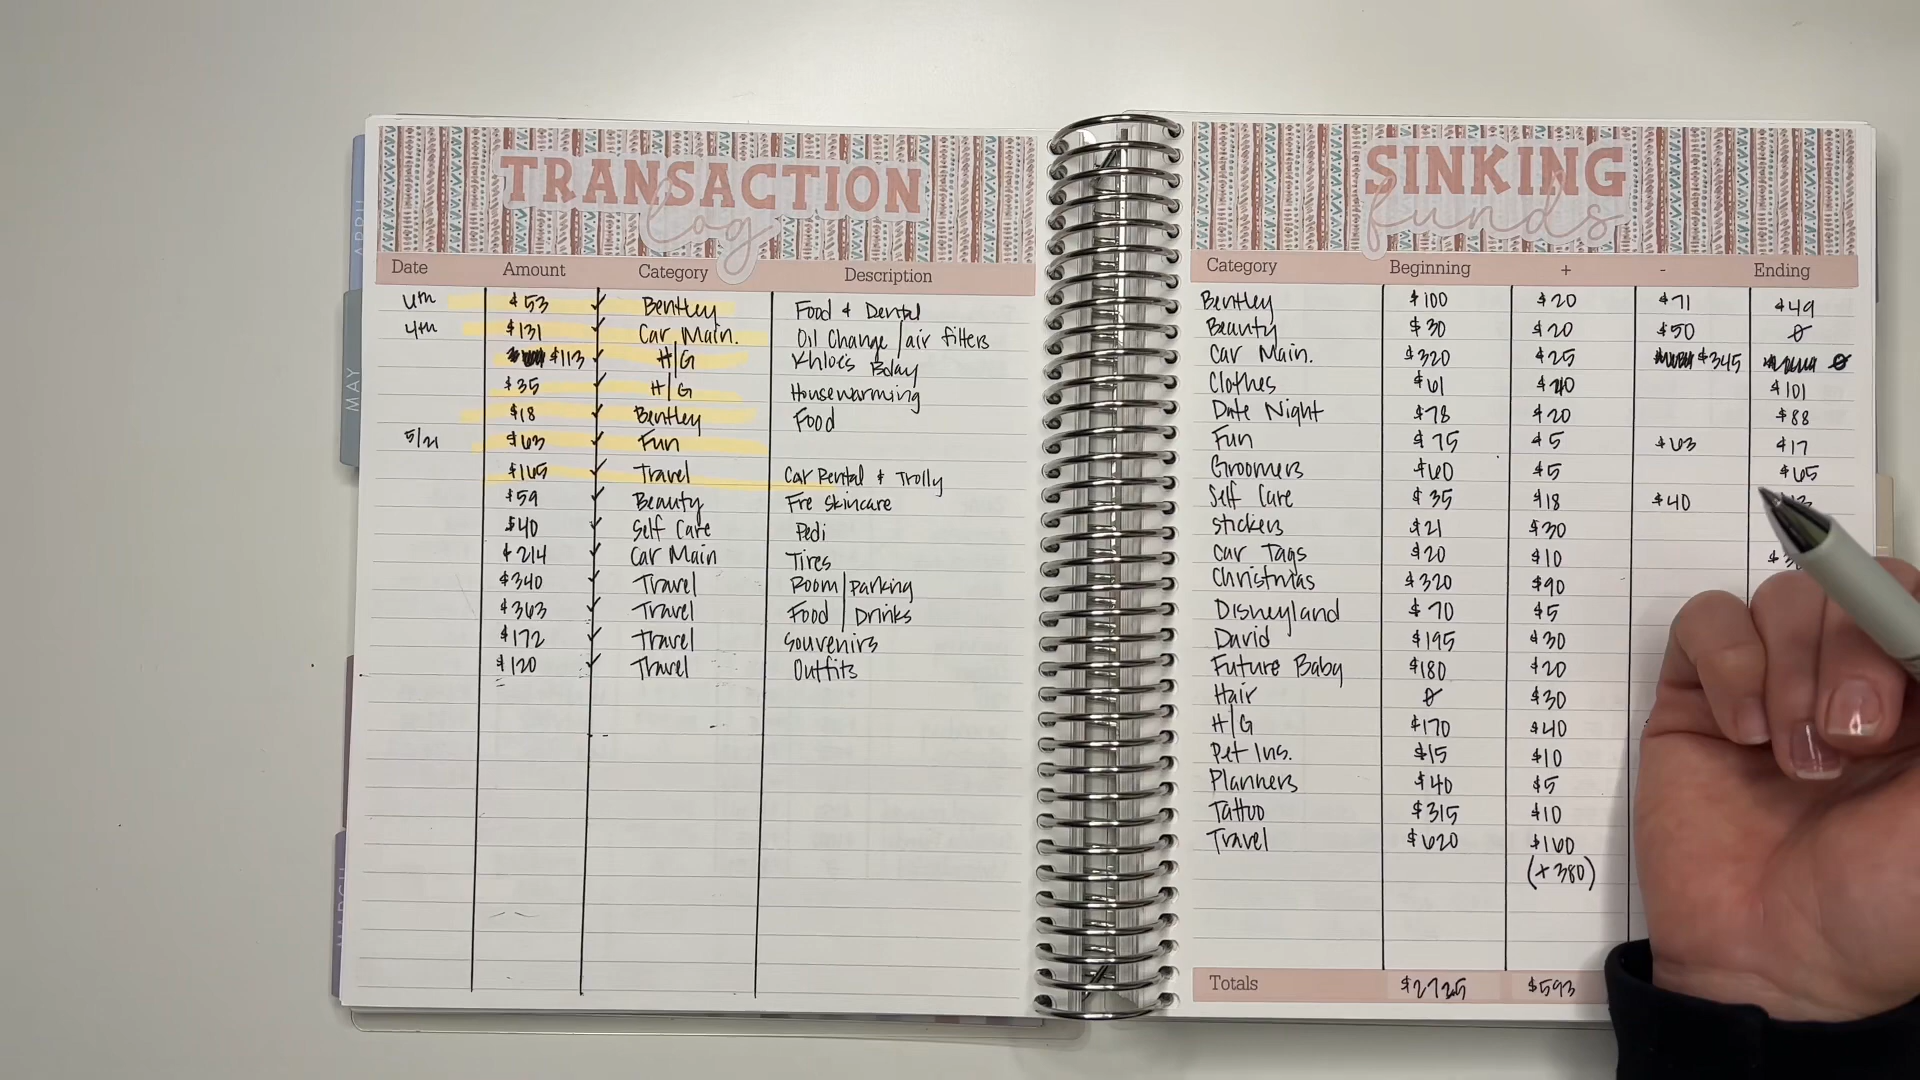 TRANSACTION
log
Date Amount Category Description
4th $53 ✓ Bentley Food & Dental
4th $131 ✓ Car Main. Oil Change/air filters
$113 ✓ H/G Khloe's Bday
$35 ✓ H/G Housewarming
$18 ✓ Bentley Food
5/21 $63 ✓ Fun
$165 ✓ Travel Car Rental & Trolly
$59 ✓ Beauty Fre Skincare
$40 ✓ Self Care Pedi
$214 ✓ Car Main Tires
$340 ✓ Travel Room/parking
$363 ✓ Travel Food/Drinks
$172 ✓ Travel Souvenirs
$120 ✓ Travel Outfits
SINKING
funds
Category Beginning + - Ending
Bentley $100 $20 $71 $49
Beauty $30 $20 $50 0
Car Main. $320 $25 $345 0
Clothes $61 $40 $101
Date Night $78 $20 $88
Fun $75 $5 $63 $17
Groomers $60 $5 $65
Self Care $35 $18 $40
Stickers $21 $30
Car Tags $20 $10
Christmas $320 $90
Disneyland $70 $5
David $195 $30
Future Baby $180 $20
Hair 0 $30
H/G $170 $40
Pet Ins. $15 $10
Planners $40 $5
Tattoo $315 $10
Travel $620 $160
(+380)
Totals $2725 $593
APRIL
MAY
MARCH